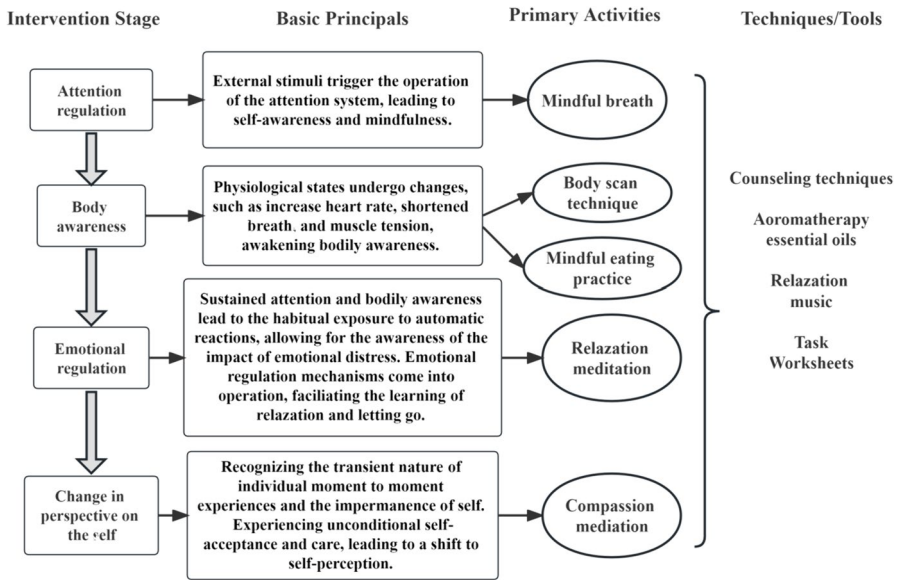 Intervention Stage
Basic Principals
Primary Activities
Techniques/Tools
Attention
regulation
External stimuli trigger the operation
of the attention system, leading to
self-awareness and mindfulness.
Mindful breath
Body
awareness
Physiological states undergo changes,
such as increase heart rate, shortened
breath, and muscle tension,
awakening bodily awareness.
Body scan
technique
Mindful eating
practice
Emotional
regulation
Sustained attention and bodily awareness
lead to the habitual exposure to automatic
reactions, allowing for the awareness of the
impact of emotional distress. Emotional
regulation mechanisms come into
operation, faciliating the learning of
relazation and letting go.
Relazation
meditation
Change in
perspective on
the self
Recognizing the transient nature of
individual moment to moment
experiences and the impermanence of self.
Experiencing unconditional self-
acceptance and care, leading to a shift to
self-perception.
Compassion
mediation
Counseling techniques
Aoromatherapy
essential oils
Relazation
music
Task
Worksheets